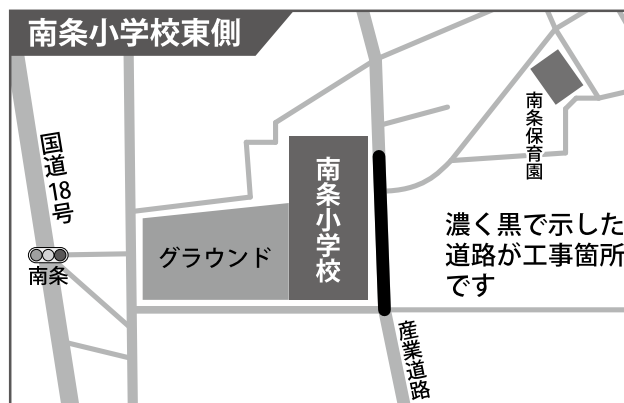 南条小学校東側
国道18号
南条
グラウンド
南条小学校
南条保育園
濃く黒で示した
道路が工事箇所
です
産業道路